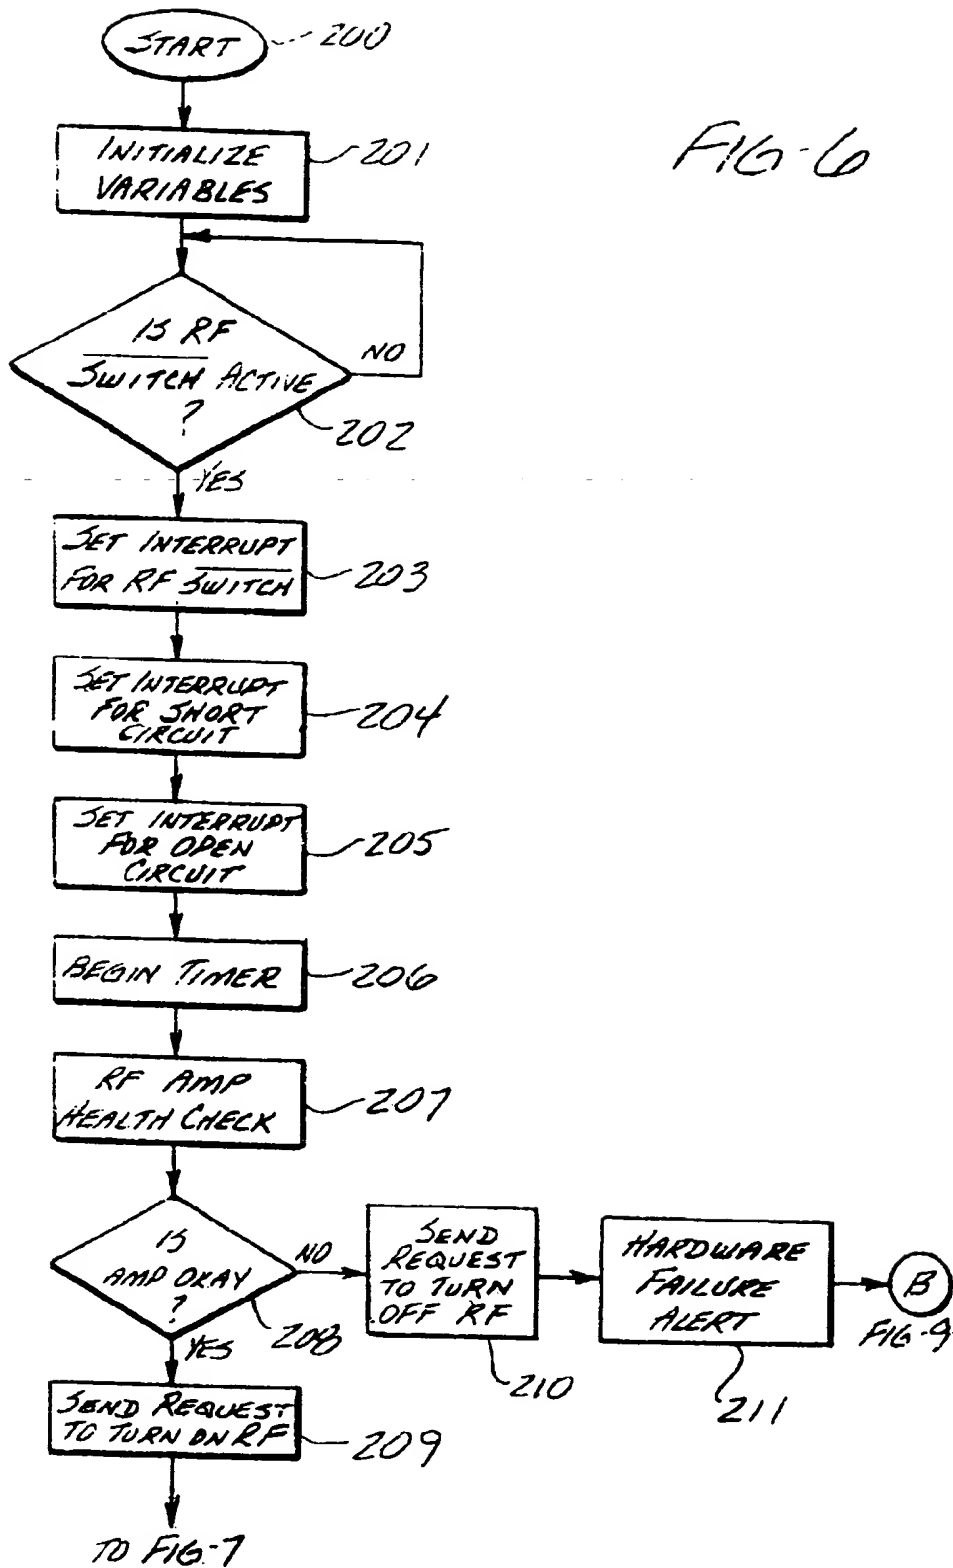 START
200
FIG-6
INITIALIZE
VARIABLES
201
IS RF
SWITCH ACTIVE
?
NO
202
YES
SET INTERRUPT
FOR RF SWITCH
203
SET INTERRUPT
FOR SHORT
CIRCUIT
204
SET INTERRUPT
FOR OPEN
CIRCUIT
205
BEGIN TIMER
206
RF AMP
HEALTH CHECK
207
IS
AMP OKAY
?
NO
208
YES
SEND
REQUEST
TO TURN
OFF RF
210
HARDWARE
FAILURE
ALERT
211
B
FIG-9
SEND REQUEST
TO TURN ON RF
209
TO FIG-7